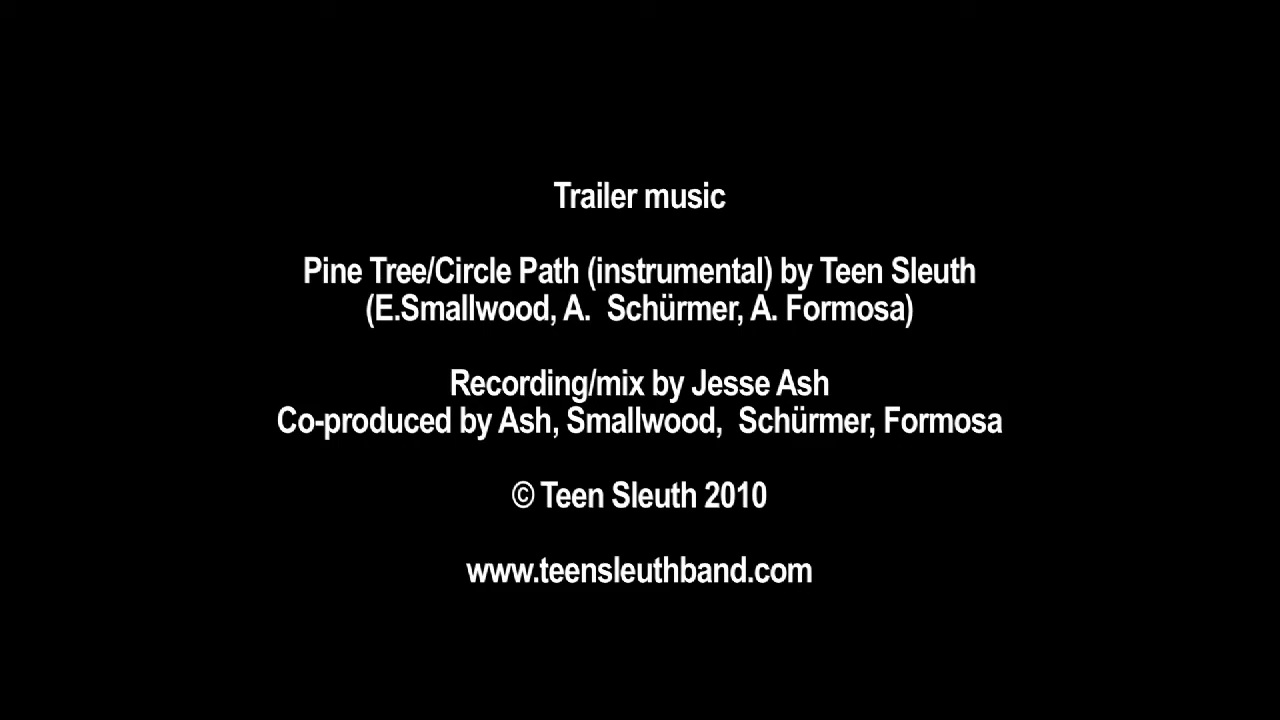 Trailer music
Pine Tree/Circle Path (instrumental) by Teen Sleuth
(E.Smallwood, A.  Schürmer, A. Formosa)
Recording/mix by Jesse Ash
Co-produced by Ash, Smallwood,  Schürmer, Formosa
© Teen Sleuth 2010
www.teensleuthband.com